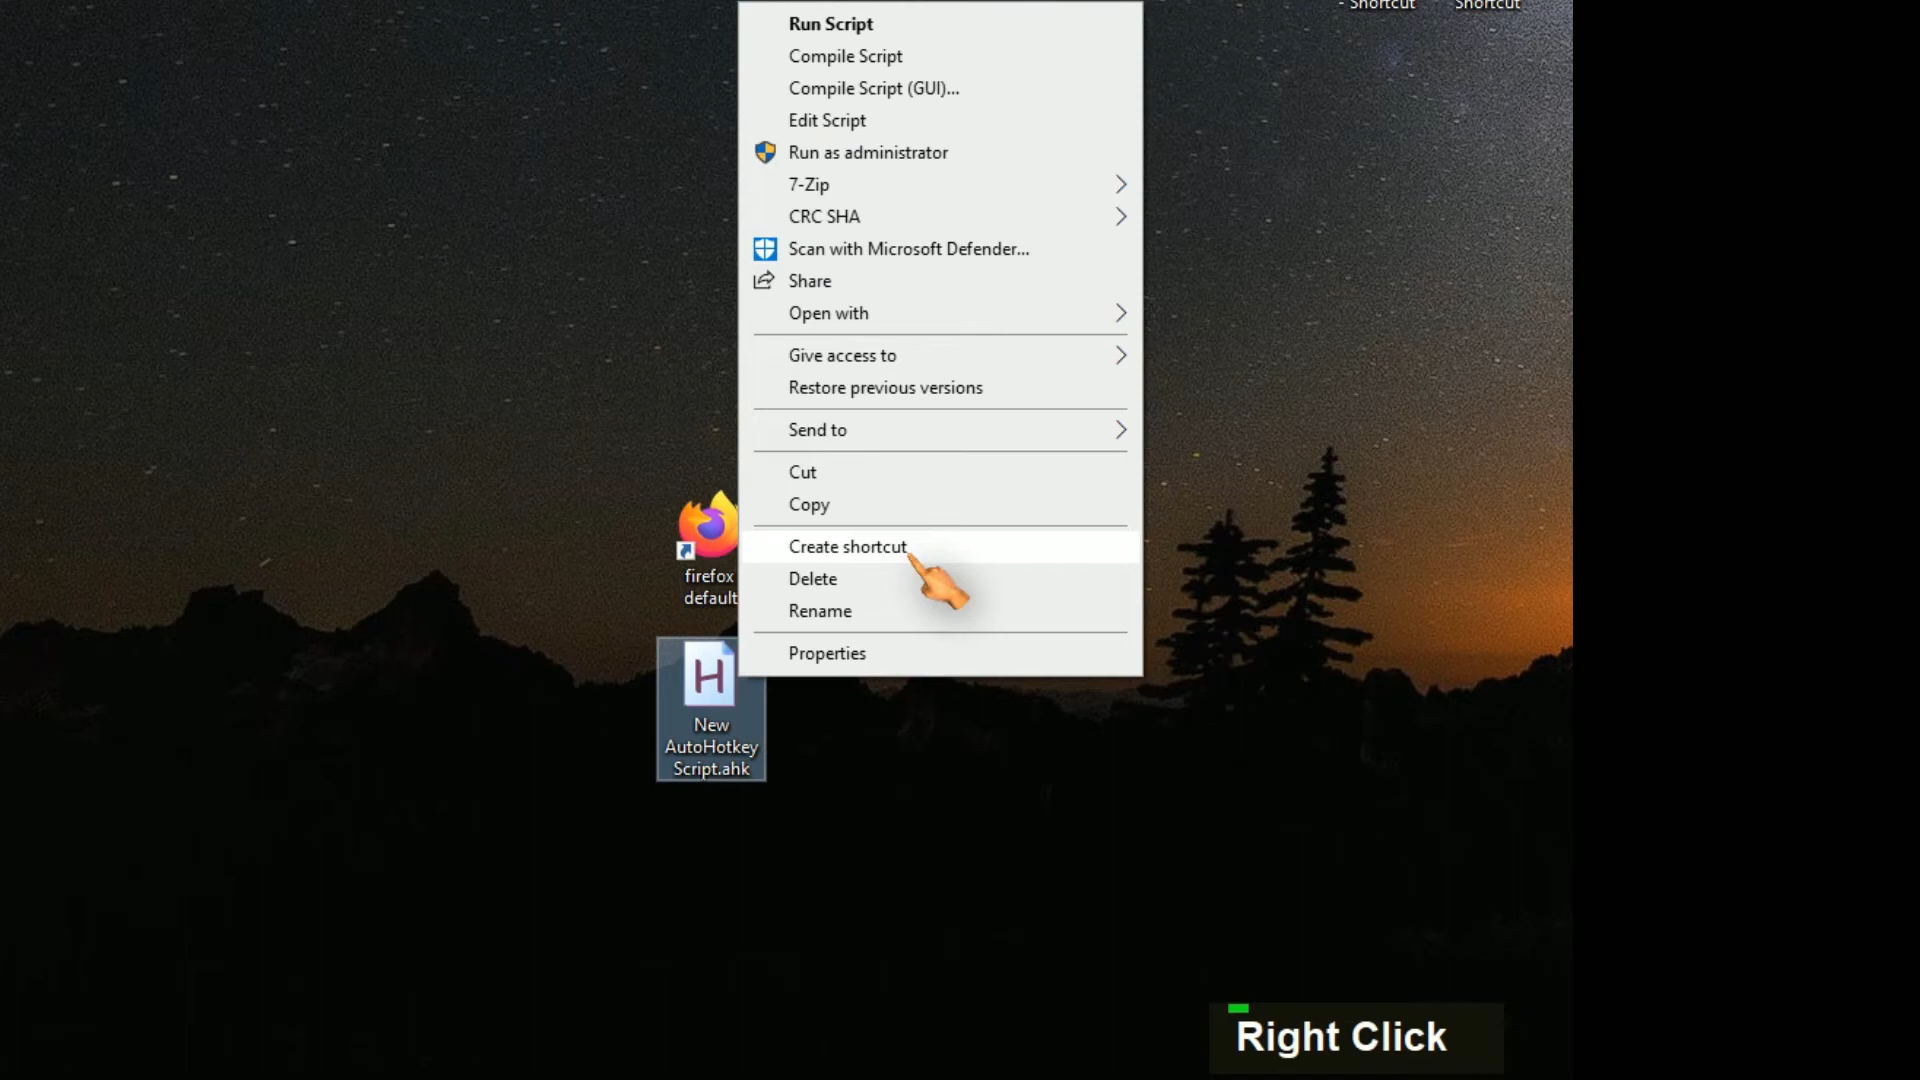 - Shortcut
Shortcut
Run Script
Compile Script
Compile Script (GUI)...
Edit Script
Run as administrator
7-Zip
CRC SHA
Scan with Microsoft Defender...
Share
Open with
Give access to
Restore previous versions
Send to
Cut
Copy
Create shortcut
Delete
Rename
Properties
firefox
default
H
New
AutoHotkey
Script.ahk
Right Click